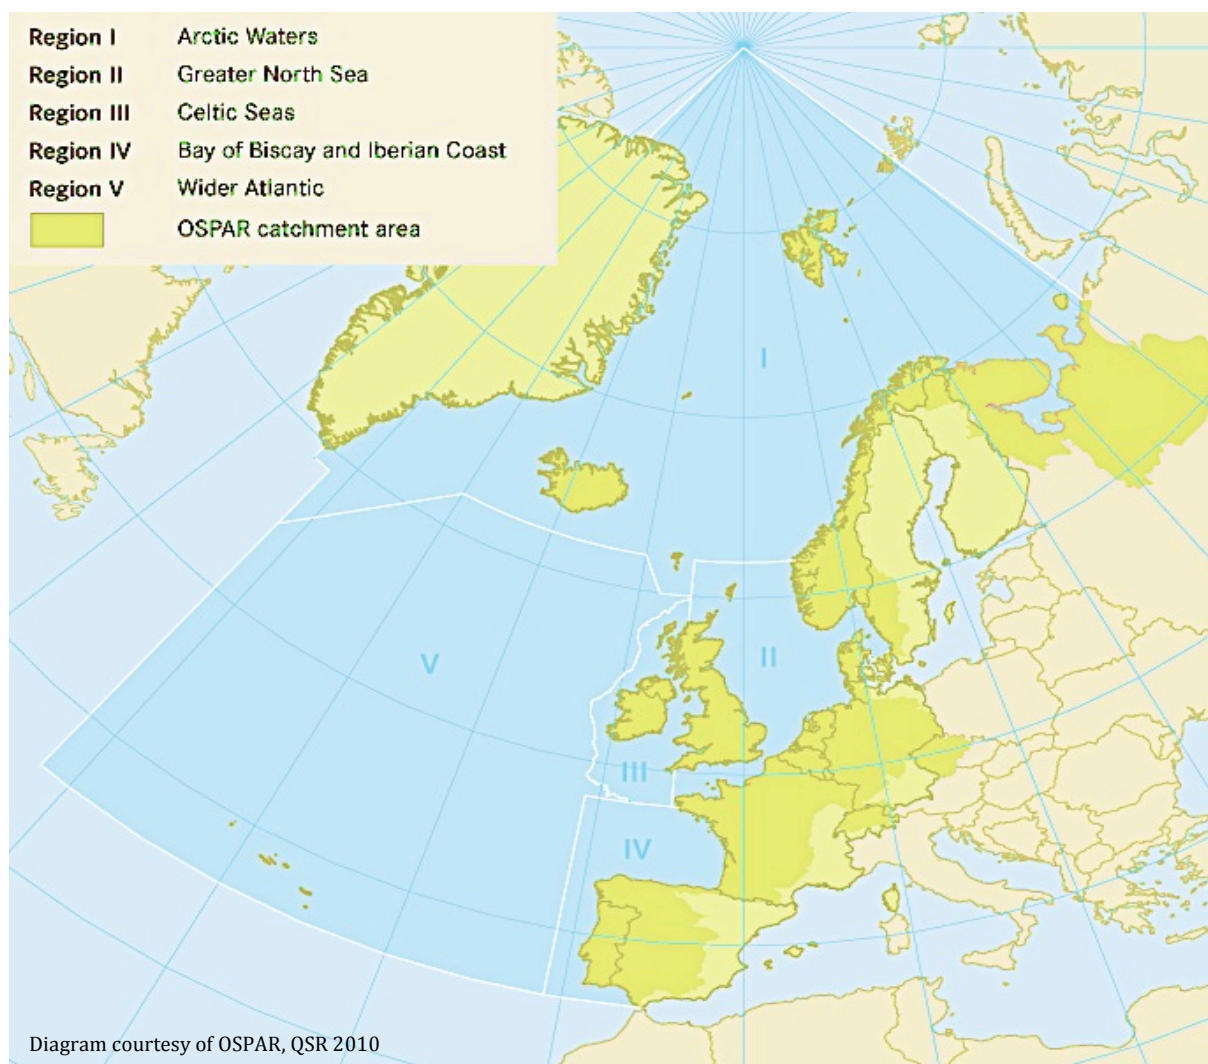 Region I Arctic Waters
Region II Greater North Sea
Region III Celtic Seas
Region IV Bay of Biscay and Iberian Coast
Region V Wider Atlantic
OSPAR catchment area
I
V
II
III
IV
Diagram courtesy of OSPAR, QSR 2010